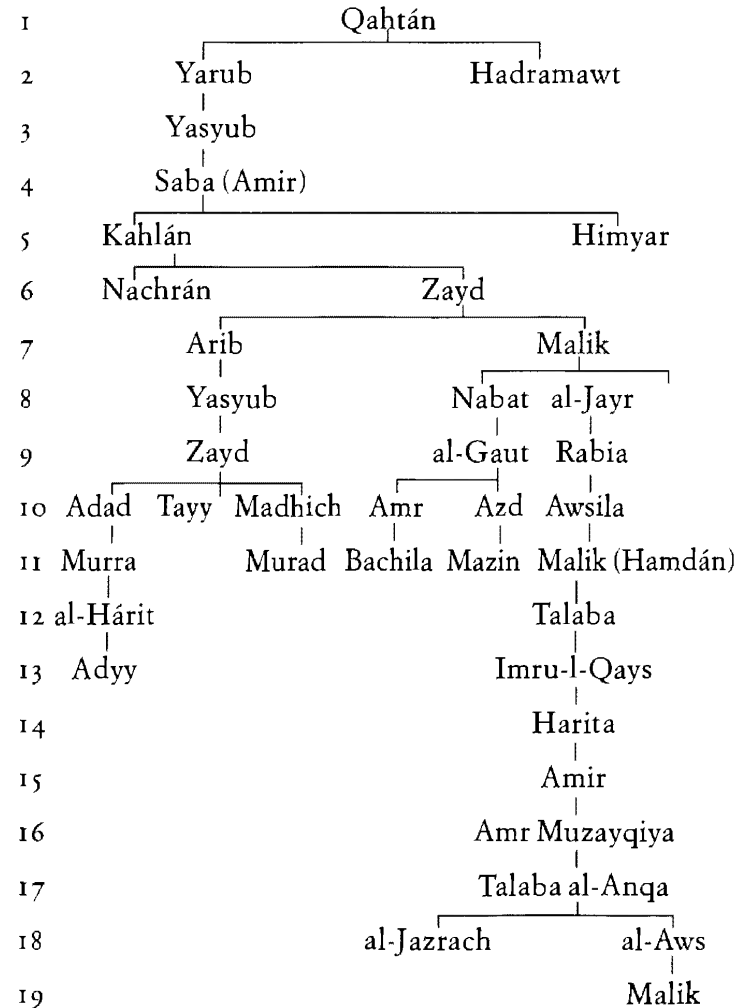 1 Qahtán
2 Yarub Hadramawt
3 Yasyub
4 Saba (Amir)
5 Kahlán Himyar
6 Nachrán Zayd
7 Arib Malik
8 Yasyub Nabat al-Jayr
9 Zayd al-Gaut Rabia
10 Adad Tayy Madhich Amr Azd Awsila
11 Murra Murad Bachila Mazin Malik (Hamdán)
12 al-Hárit Talaba
13 Adyy Imru-l-Qays
14 Harita
15 Amir
16 Amr Muzayqiya
17 Talaba al-Anqa
18 al-Jazrach al-Aws
19 Malik